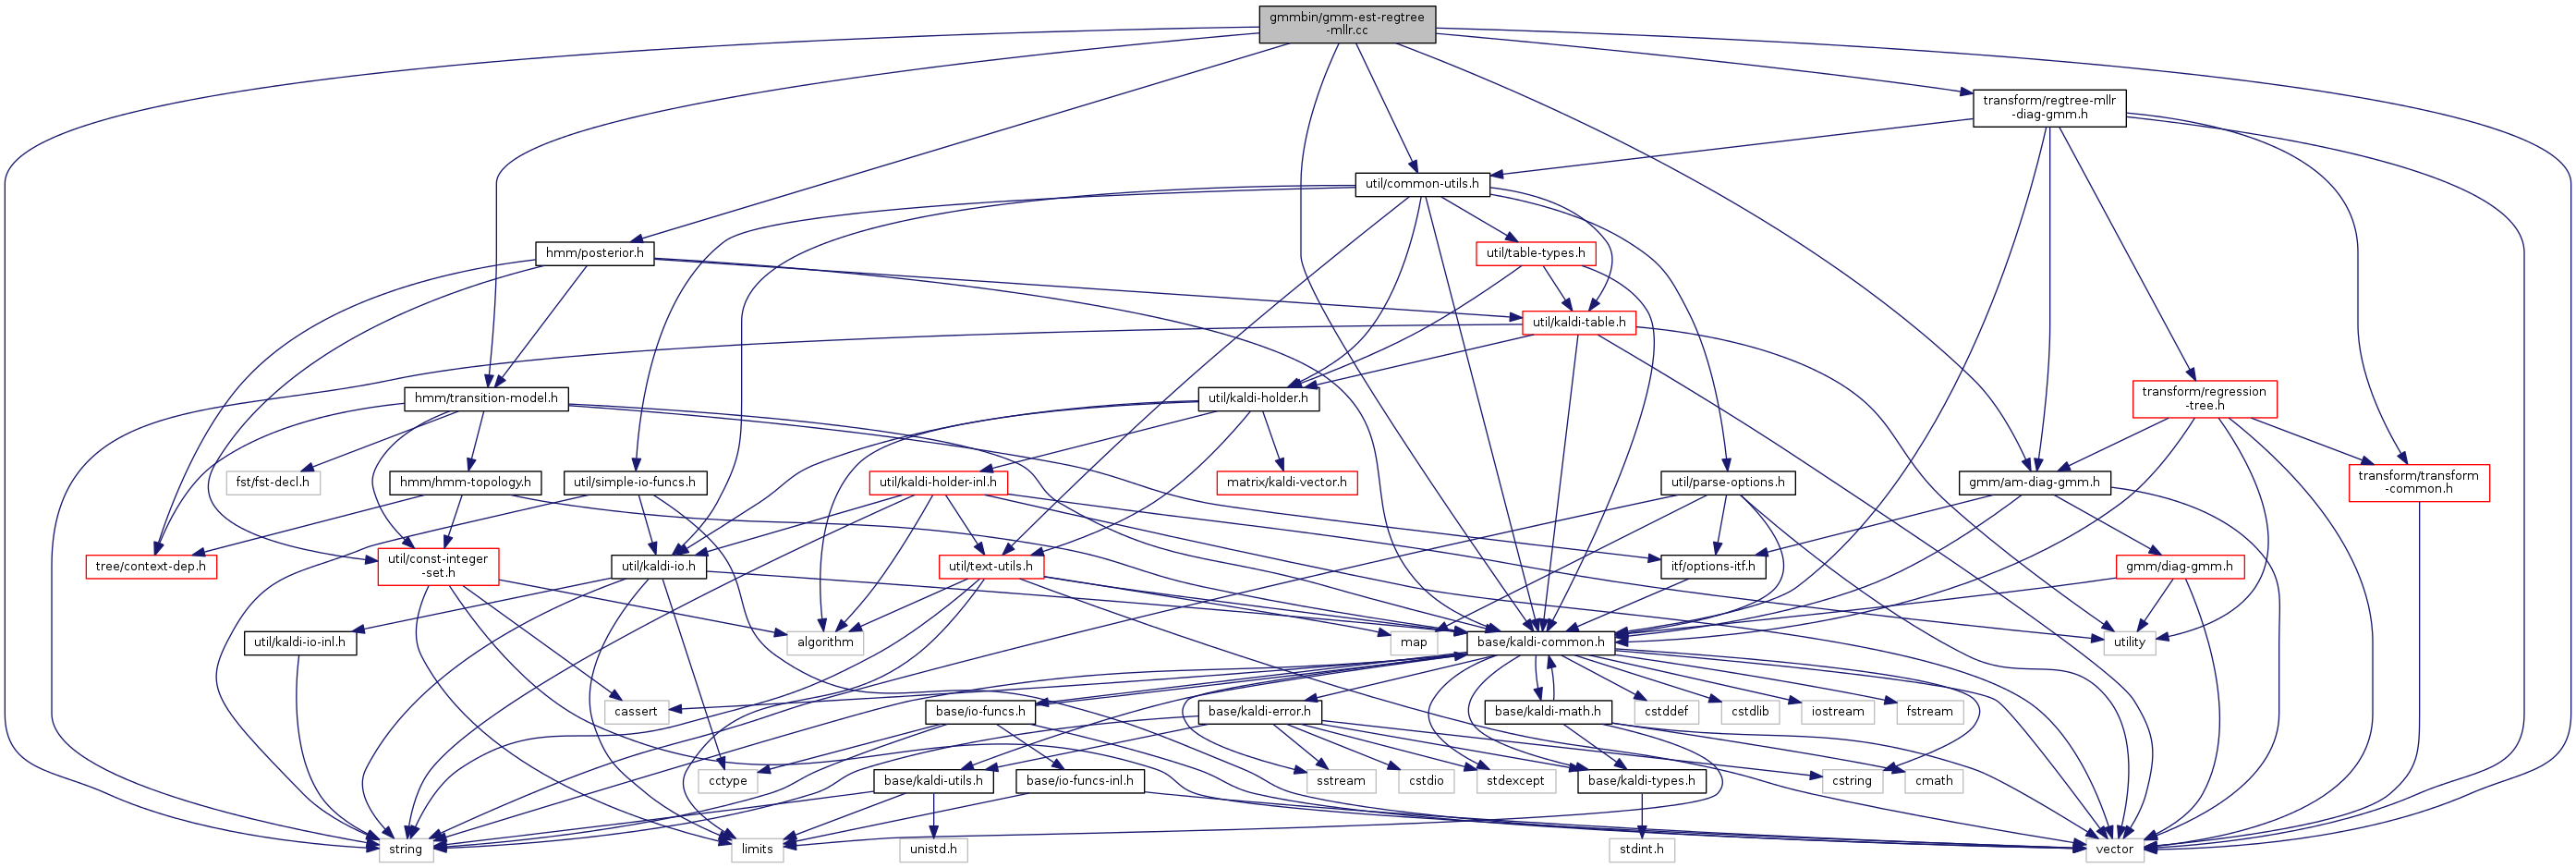 gmmbin/gmm-est-regtree
-mllr.cc
transform/regtree-mllr
-diag-gmm.h
util/common-utils.h
hmm/posterior.h
util/table-types.h
util/kaldi-table.h
hmm/transition-model.h
util/kaldi-holder.h
transform/regression
-tree.h
fst/fst-decl.h
hmm/hmm-topology.h
util/simple-io-funcs.h
util/kaldi-holder-inl.h
matrix/kaldi-vector.h
util/parse-options.h
gmm/am-diag-gmm.h
transform/transform
-common.h
tree/context-dep.h
util/const-integer
-set.h
util/kaldi-io.h
util/text-utils.h
itf/options-itf.h
gmm/diag-gmm.h
util/kaldi-io-inl.h
algorithm
map
base/kaldi-common.h
utility
cassert
base/io-funcs.h
base/kaldi-error.h
base/kaldi-math.h
cstddef
cstdlib
iostream
fstream
cctype
base/kaldi-utils.h
base/io-funcs-inl.h
sstream
cstdio
stdexcept
base/kaldi-types.h
cstring
cmath
string
limits
unistd.h
stdint.h
vector